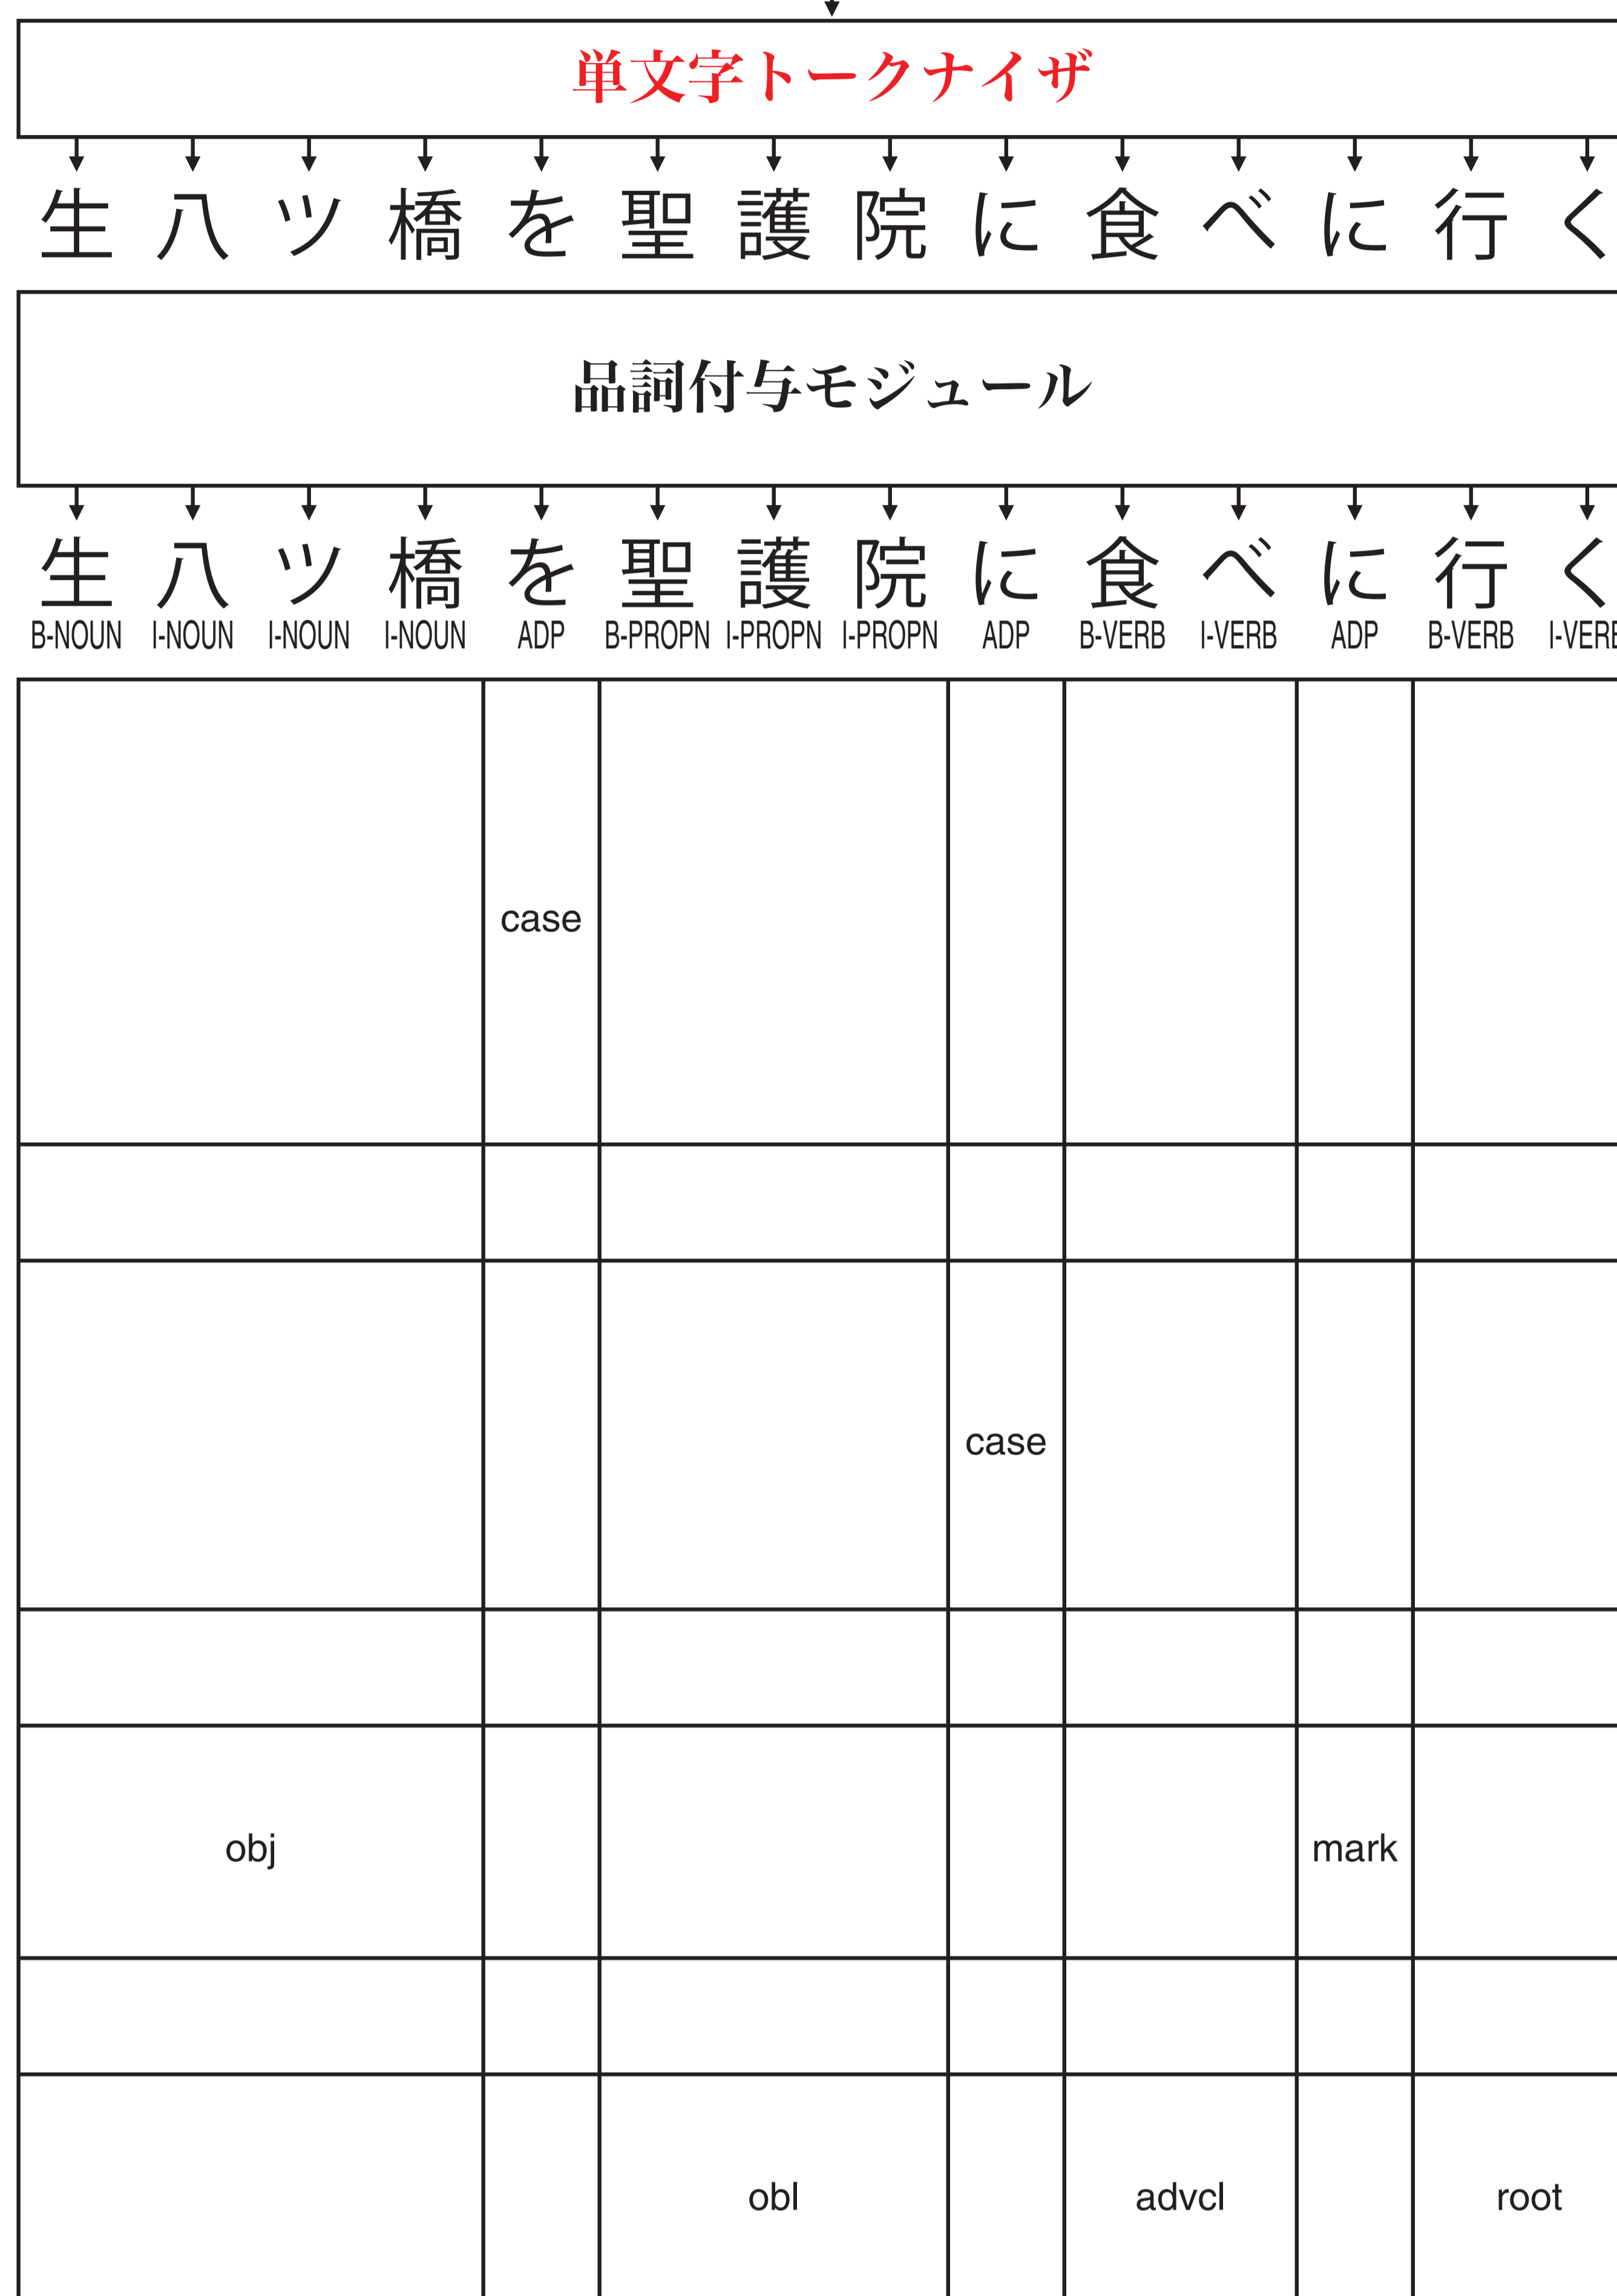 単文字トークナイザ
生八ツ橋を聖護院に食べに行く
品詞付与モジュール
生八ツ橋を聖護院に食べに行く
B-NOUN I-NOUN I-NOUN I-NOUN ADP B-PROPN I-PROPN I-PROPN ADP B-VERB I-VERB ADP B-VERB I-VERB
case
case
obj mark
obl advcl root